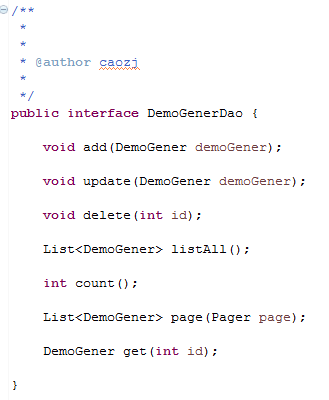 /**
 *
 *
 * @author caozj
 *
 */
public interface DemoGenerDao {
    void add(DemoGener demoGener);
    void update(DemoGener demoGener);
    void delete(int id);
    List<DemoGener> listAll();
    int count();
    List<DemoGener> page(Pager page);
    DemoGener get(int id);
}